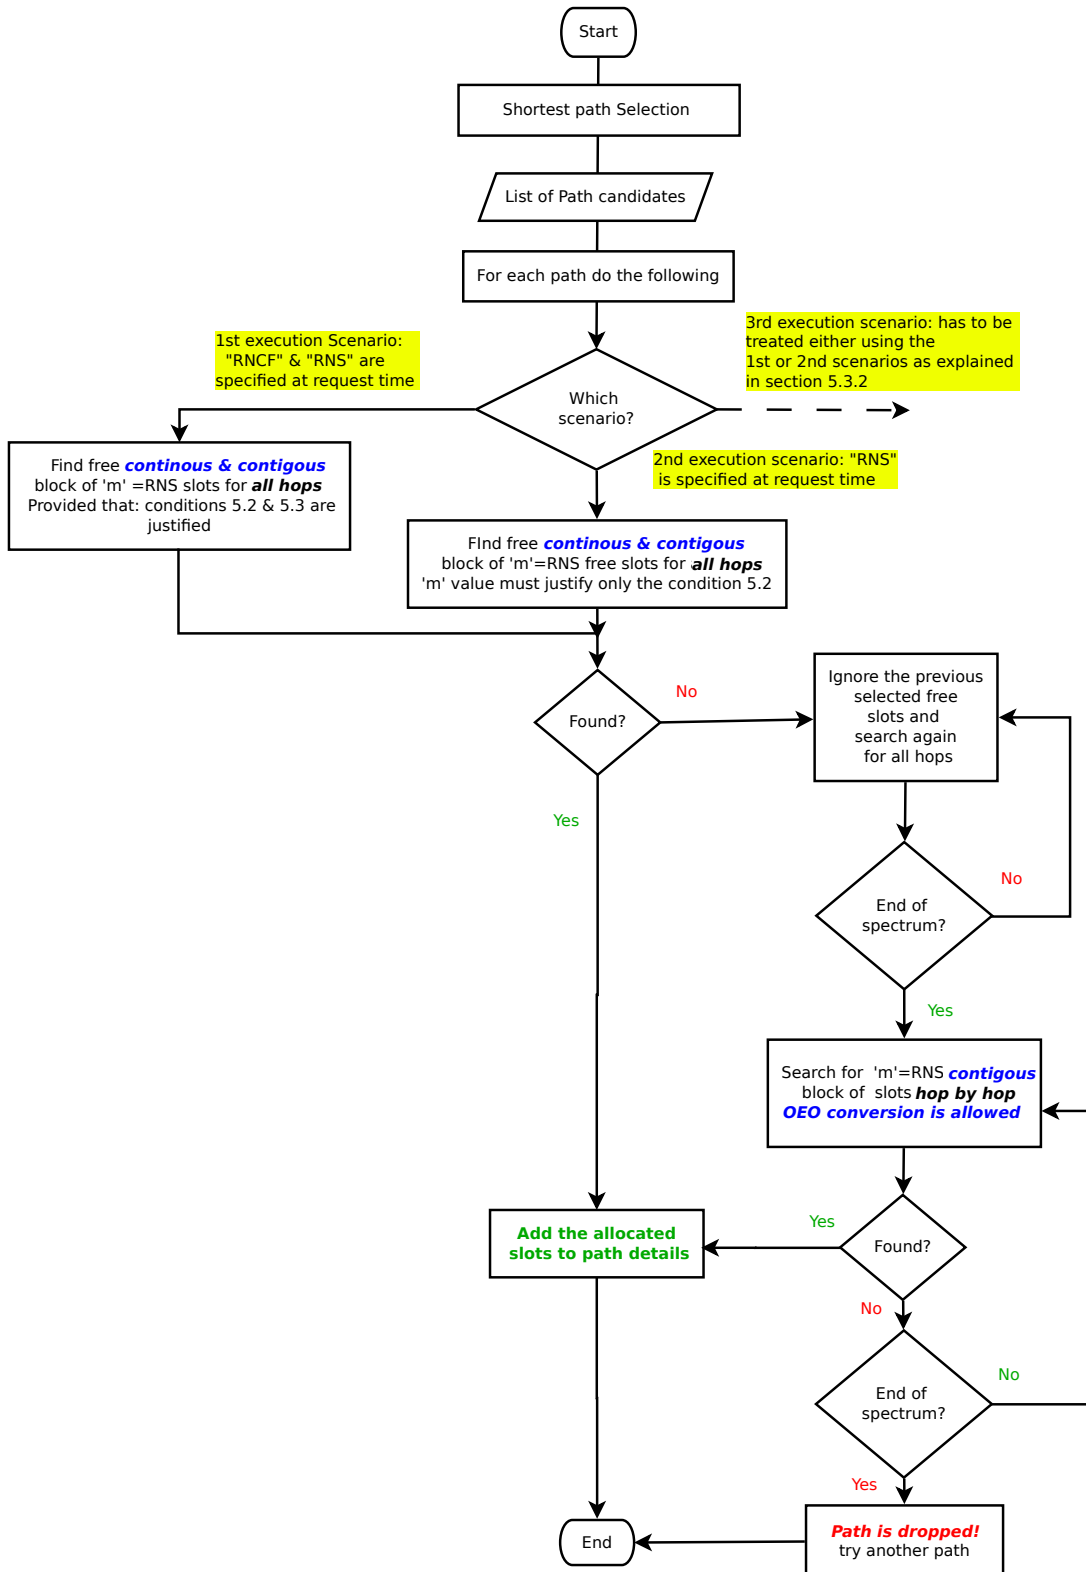 Start
Shortest path Selection
List of Path candidates
For each path do the following
1st execution Scenario:
"RNCF" & "RNS" are
specified at request time
3rd execution scenario: has to be
treated either using the
1st or 2nd scenarios as explained
in section 5.3.2
Which
scenario?
2nd execution scenario: "RNS"
is specified at request time
Find free continous & contigous
block of 'm' =RNS slots for all hops
Provided that: conditions 5.2 & 5.3 are
justified
FInd free continous & contigous
block of 'm'=RNS free slots for all hops
'm' value must justify only the condition 5.2
Found?
No
Yes
Ignore the previous
selected free
slots and
search again
for all hops
End of
spectrum?
No
Yes
Search for 'm'=RNS contigous
block of slots hop by hop
OEO conversion is allowed
Found?
Yes
No
Add the allocated
slots to path details
End of
spectrum?
No
Yes
Path is dropped!
try another path
End